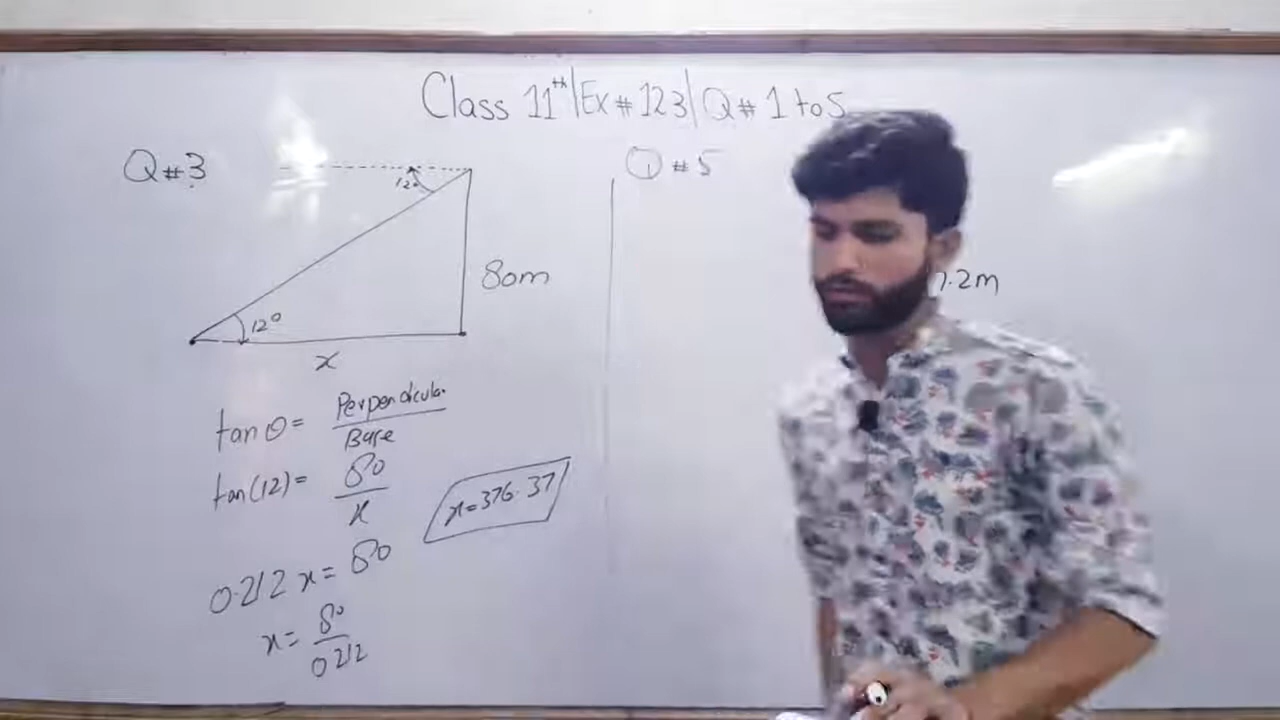 Class 11th | Ex # 12 3 | Q # 1 to 5
Q # 3
12°
80m
12°
x
tan θ = Perpendicular / Base
tan(12) = 80 / x
x = 376.37
0.212 x = 80
x = 80 / 0 212
Q # 5
.2m